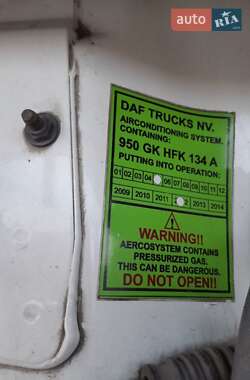 auto RIA
.com
DAF TRUCKS NV.
AIRCONDITIONING SYSTEM.
CONTAINING:
950 GK HFK 134 A
PUTTING INTO OPERATION:
01 02 03 04 06 07 08 09 10 11 12
2009 2010 2011 2 2013 2014
WARNING!!
AERCOSYSTEM CONTAINS
PRESSURIZED GAS.
THIS CAN BE DANGEROUS.
DO NOT OPEN!!